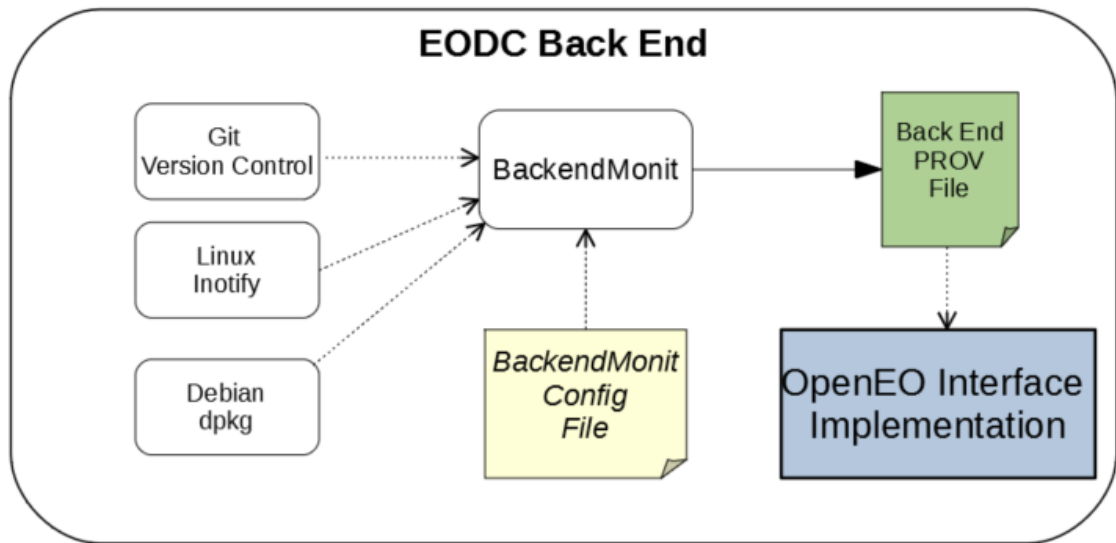 EODC Back End
Git
Version Control
BackendMonit
Back End
PROV
File
Linux
Inotify
BackendMonit
Config
File
OpenEO Interface
Implementation
Debian
dpkg